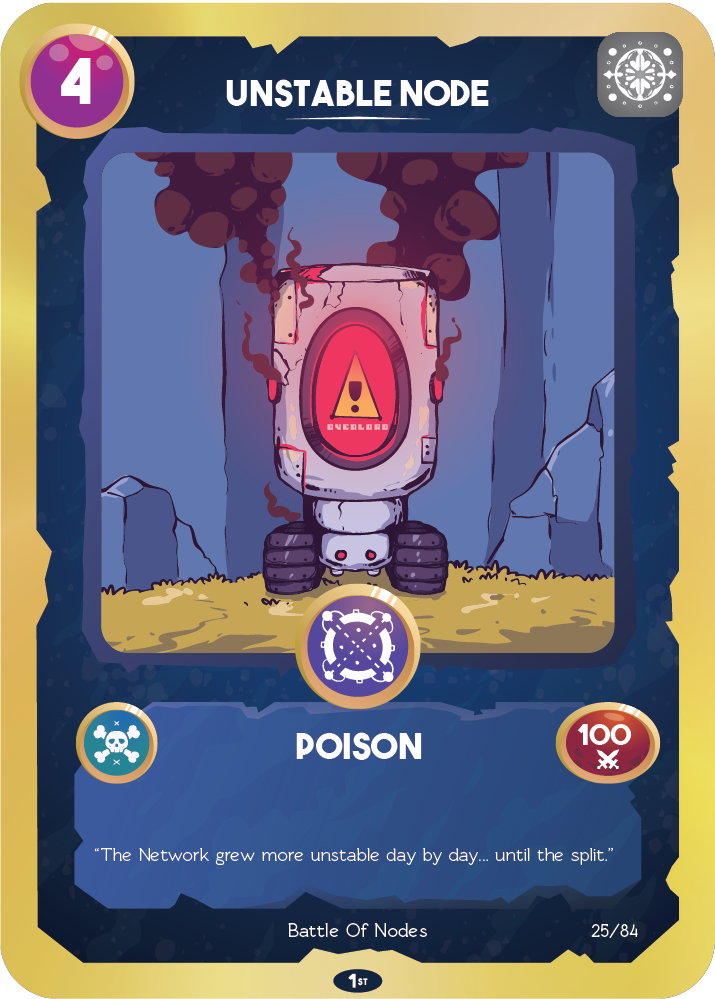 4
UNSTABLE NODE
OVERLORD
POISON
100
“The Network grew more unstable day by day... until the split.”
Battle Of Nodes
25/84
1ST